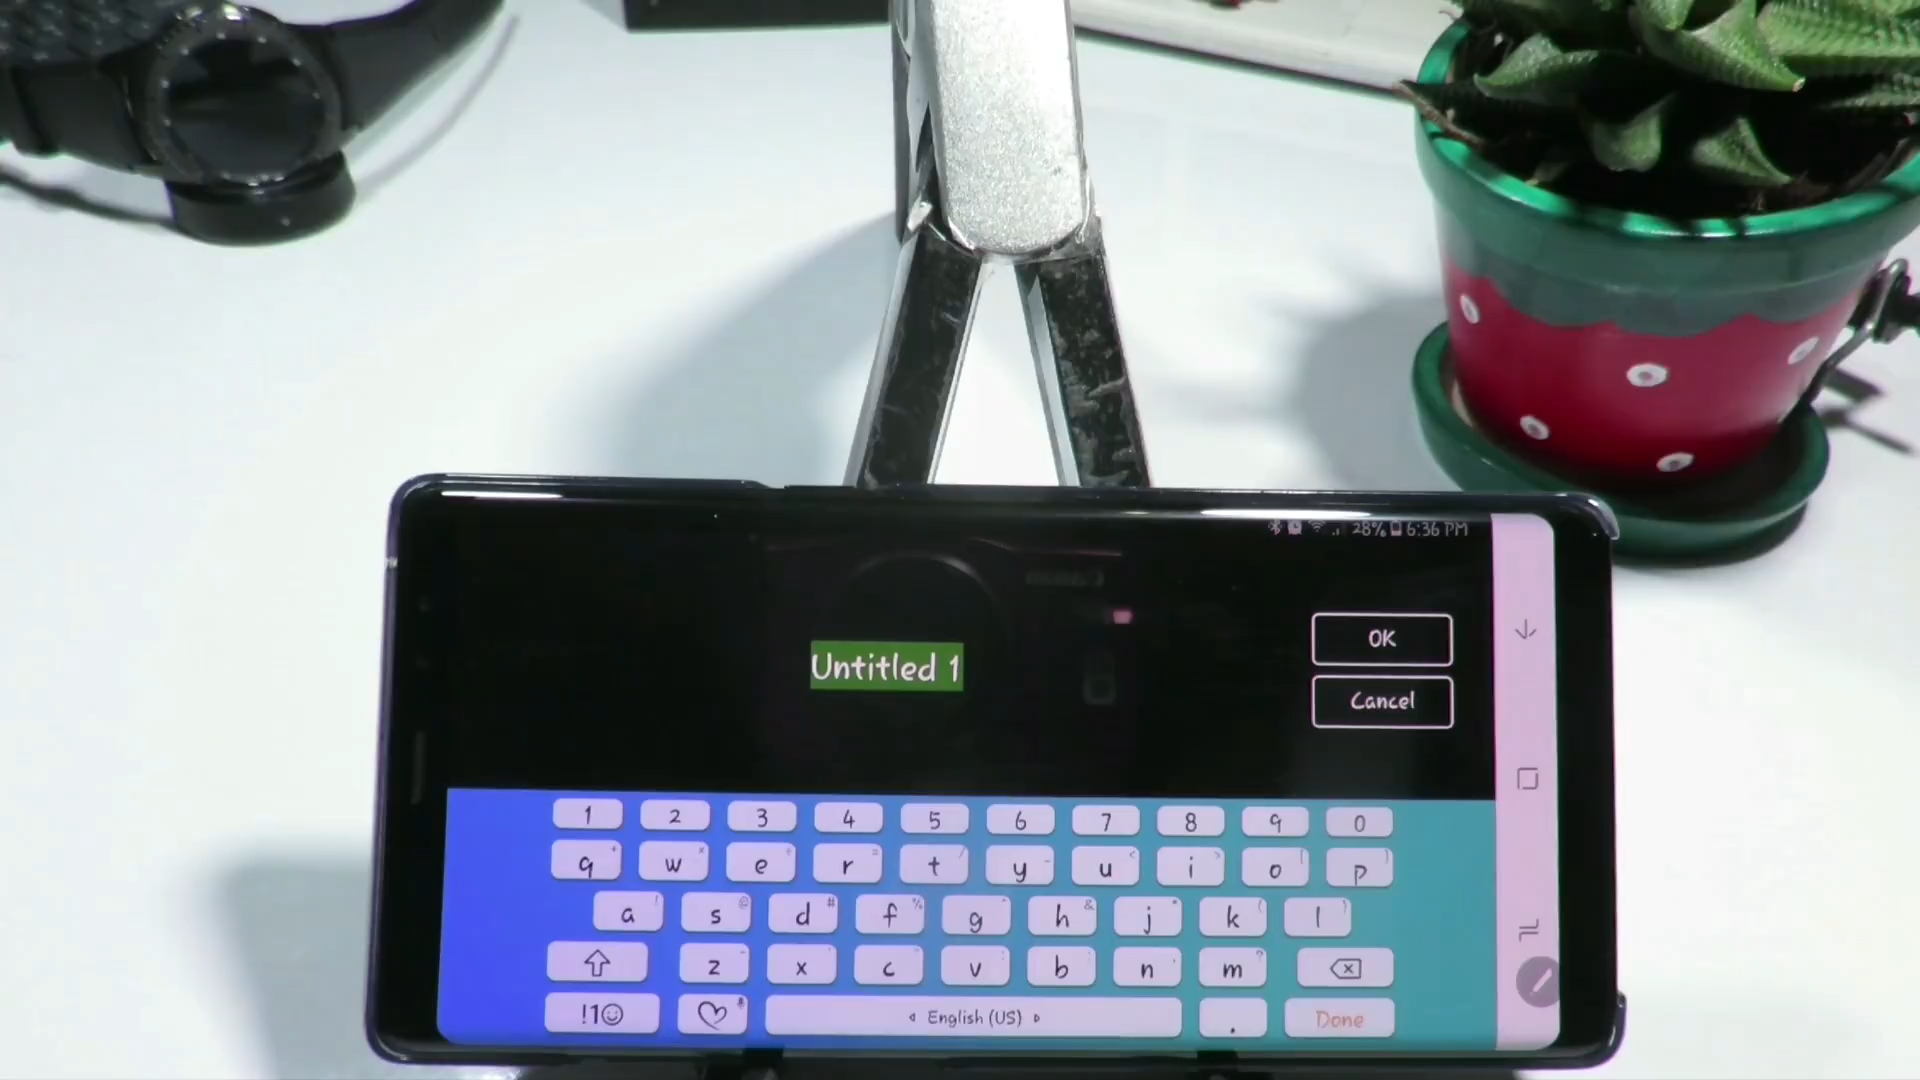 28% 6:36 PM
Untitled 1
OK
Cancel
1 2 3 4 5 6 7 8 9 0
q w e r t y u i o p
a s d f g h j k l
z x c v b n m
!1☺ English (US) . Done